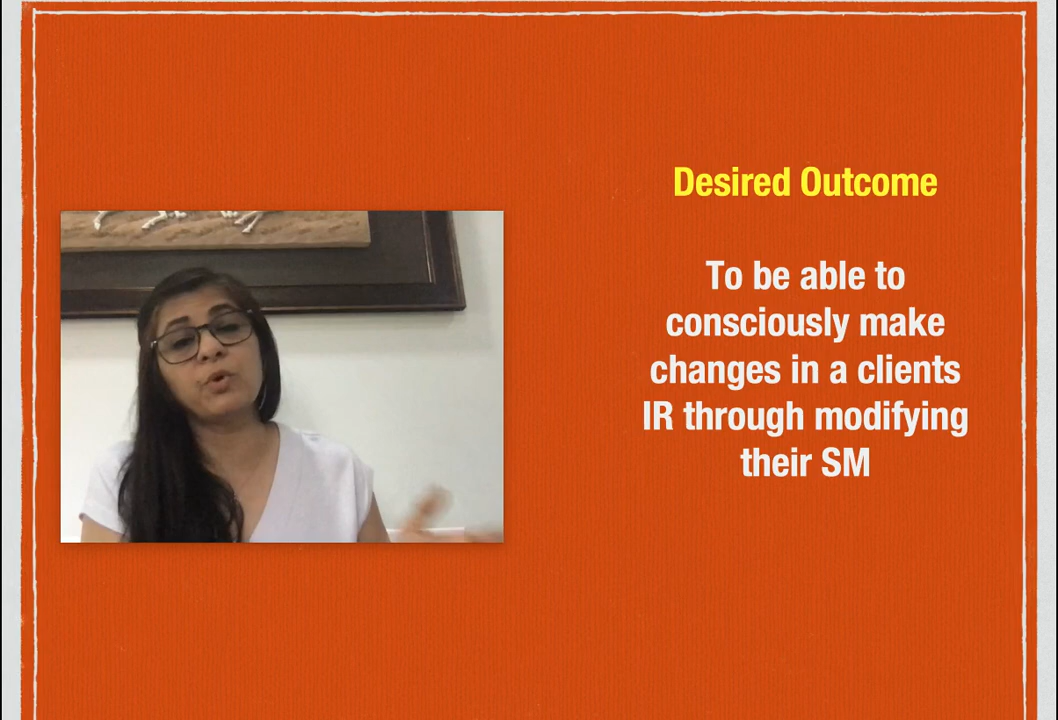 Desired Outcome
To be able to
consciously make
changes in a clients
IR through modifying
their SM